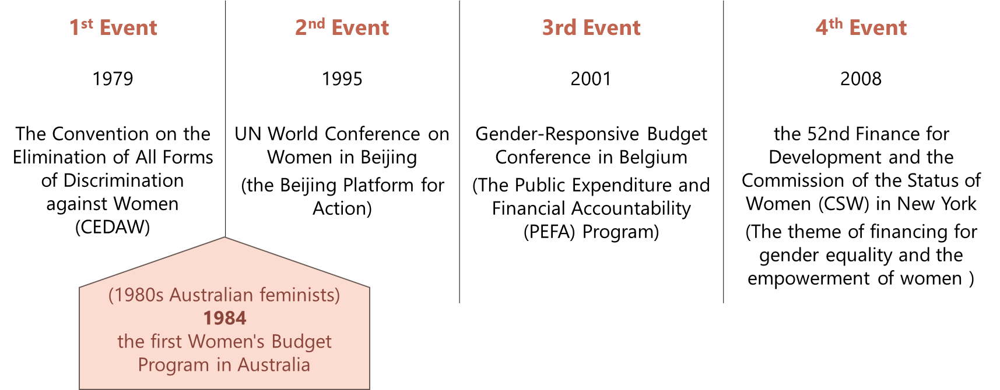 1st Event
1979
The Convention on the
Elimination of All Forms
of Discrimination
against Women
(CEDAW)
2nd Event
1995
UN World Conference on
Women in Beijing
(the Beijing Platform for
Action)
3rd Event
2001
Gender-Responsive Budget
Conference in Belgium
(The Public Expenditure and
Financial Accountability
(PEFA) Program)
4th Event
2008
the 52nd Finance for
Development and the
Commission of the Status of
Women (CSW) in New York
(The theme of financing for
gender equality and the
empowerment of women )
(1980s Australian feminists)
1984
the first Women's Budget
Program in Australia